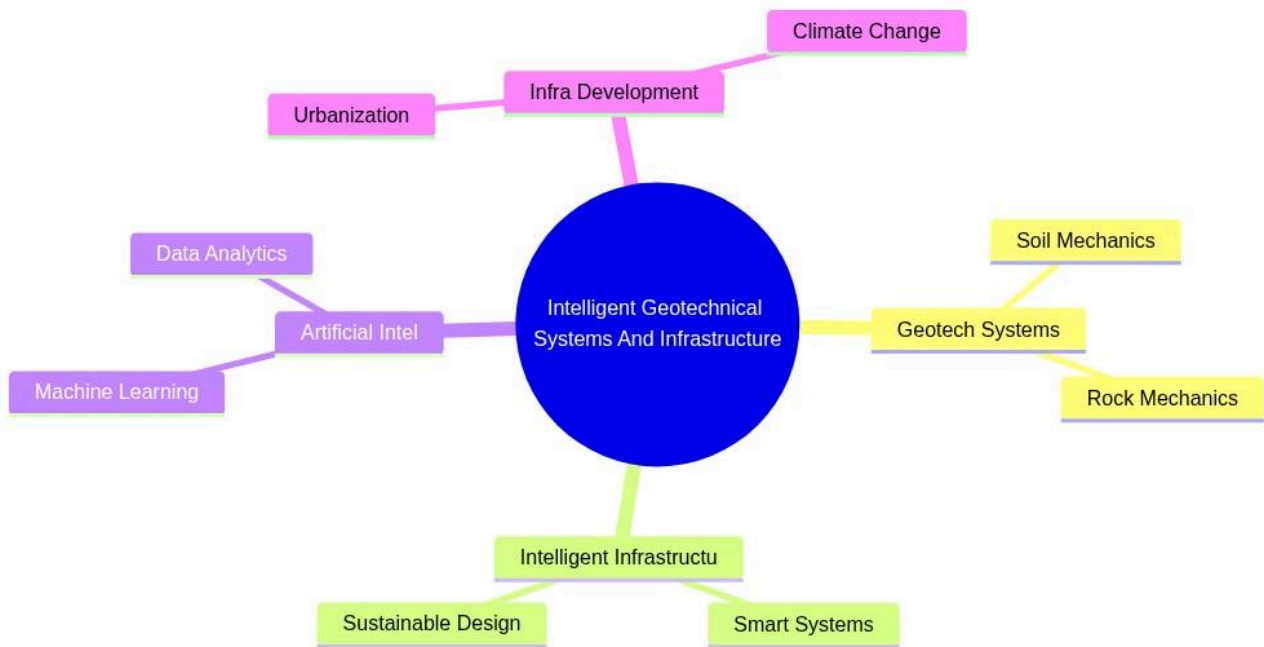 Climate Change
Infra Development
Urbanization
Soil Mechanics
Data Analytics
Intelligent Geotechnical
Systems And Infrastructure
Geotech Systems
Artificial Intel
Machine Learning
Rock Mechanics
Intelligent Infrastructu
Sustainable Design
Smart Systems